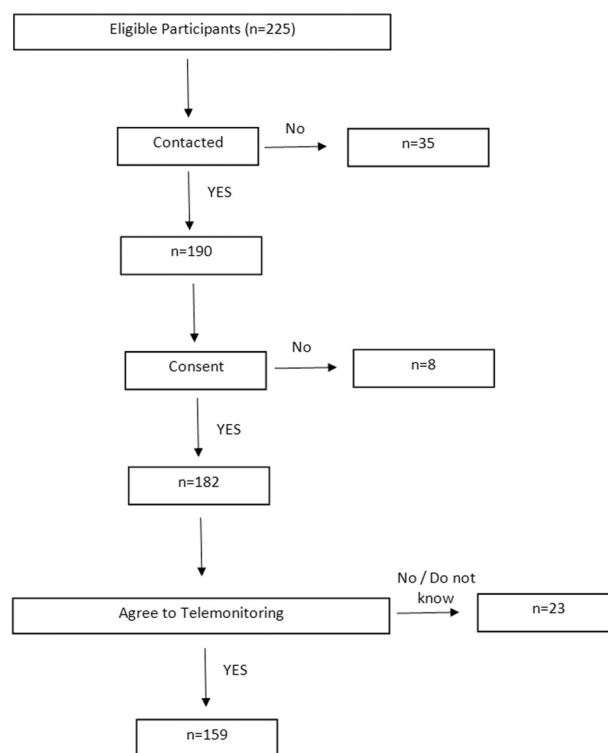 Eligible Participants (n=225)
No
Contacted
n=35
YES
n=190
No
Consent
n=8
YES
n=182
No / Do not
know
Agree to Telemonitoring
n=23
YES
n=159